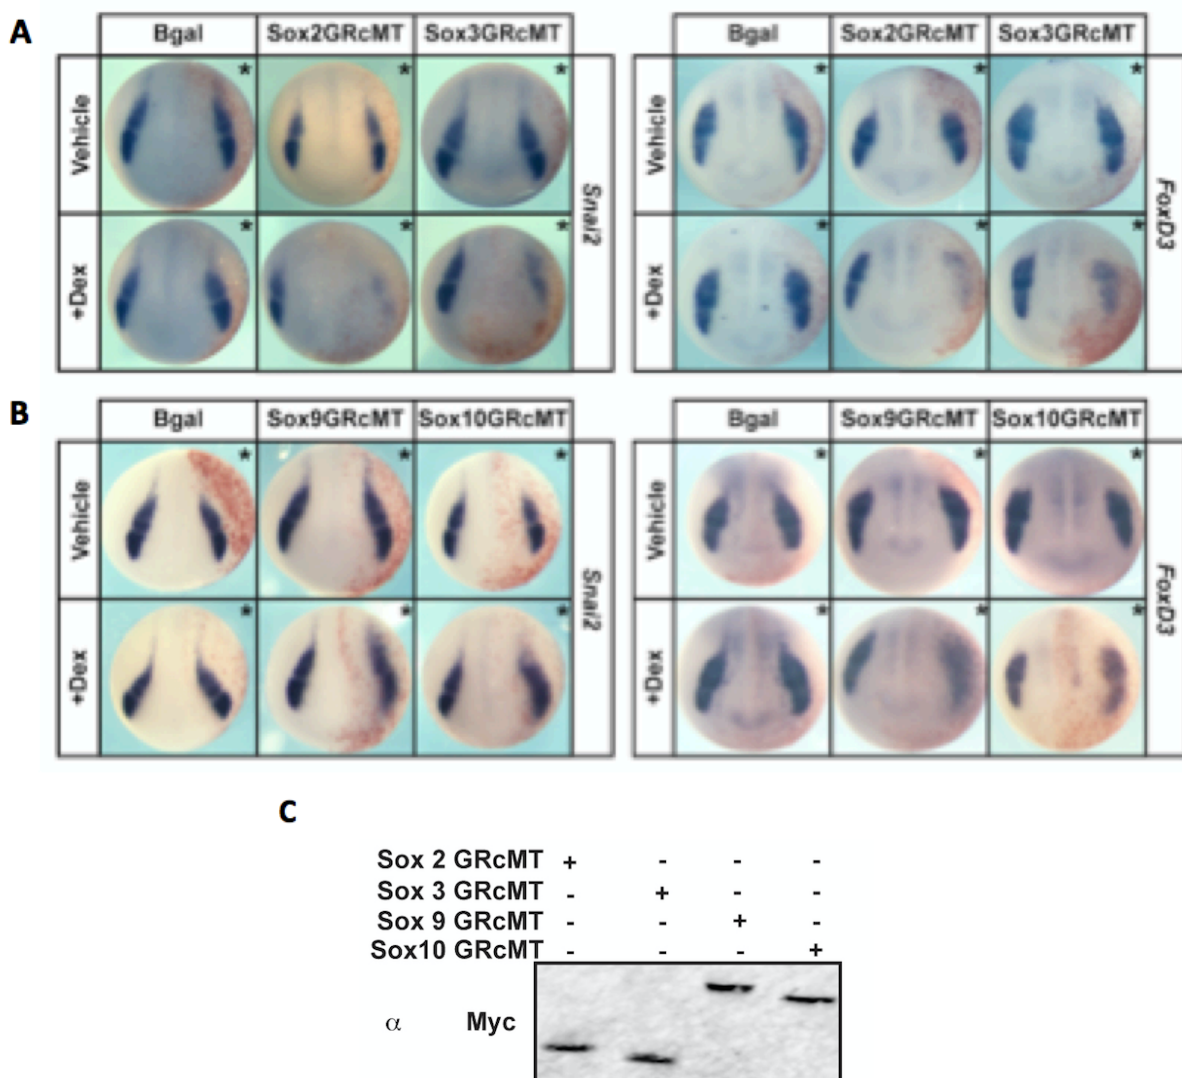 A
Bgal Sox2GRcMT Sox3GRcMT
Vehicle
* * *
+Dex
* * *
Snai2
Bgal Sox2GRcMT Sox3GRcMT
Vehicle
* * *
+Dex
* * *
FoxD3
B
Bgal Sox9GRcMT Sox10GRcMT
Vehicle
* * *
+Dex
* * *
Snai2
Bgal Sox9GRcMT Sox10GRcMT
Vehicle
* * *
+Dex
* * *
FoxD3
C
Sox 2 GRcMT + - - -
Sox 3 GRcMT - + - -
Sox 9 GRcMT - - + -
Sox10 GRcMT - - - +
α Myc